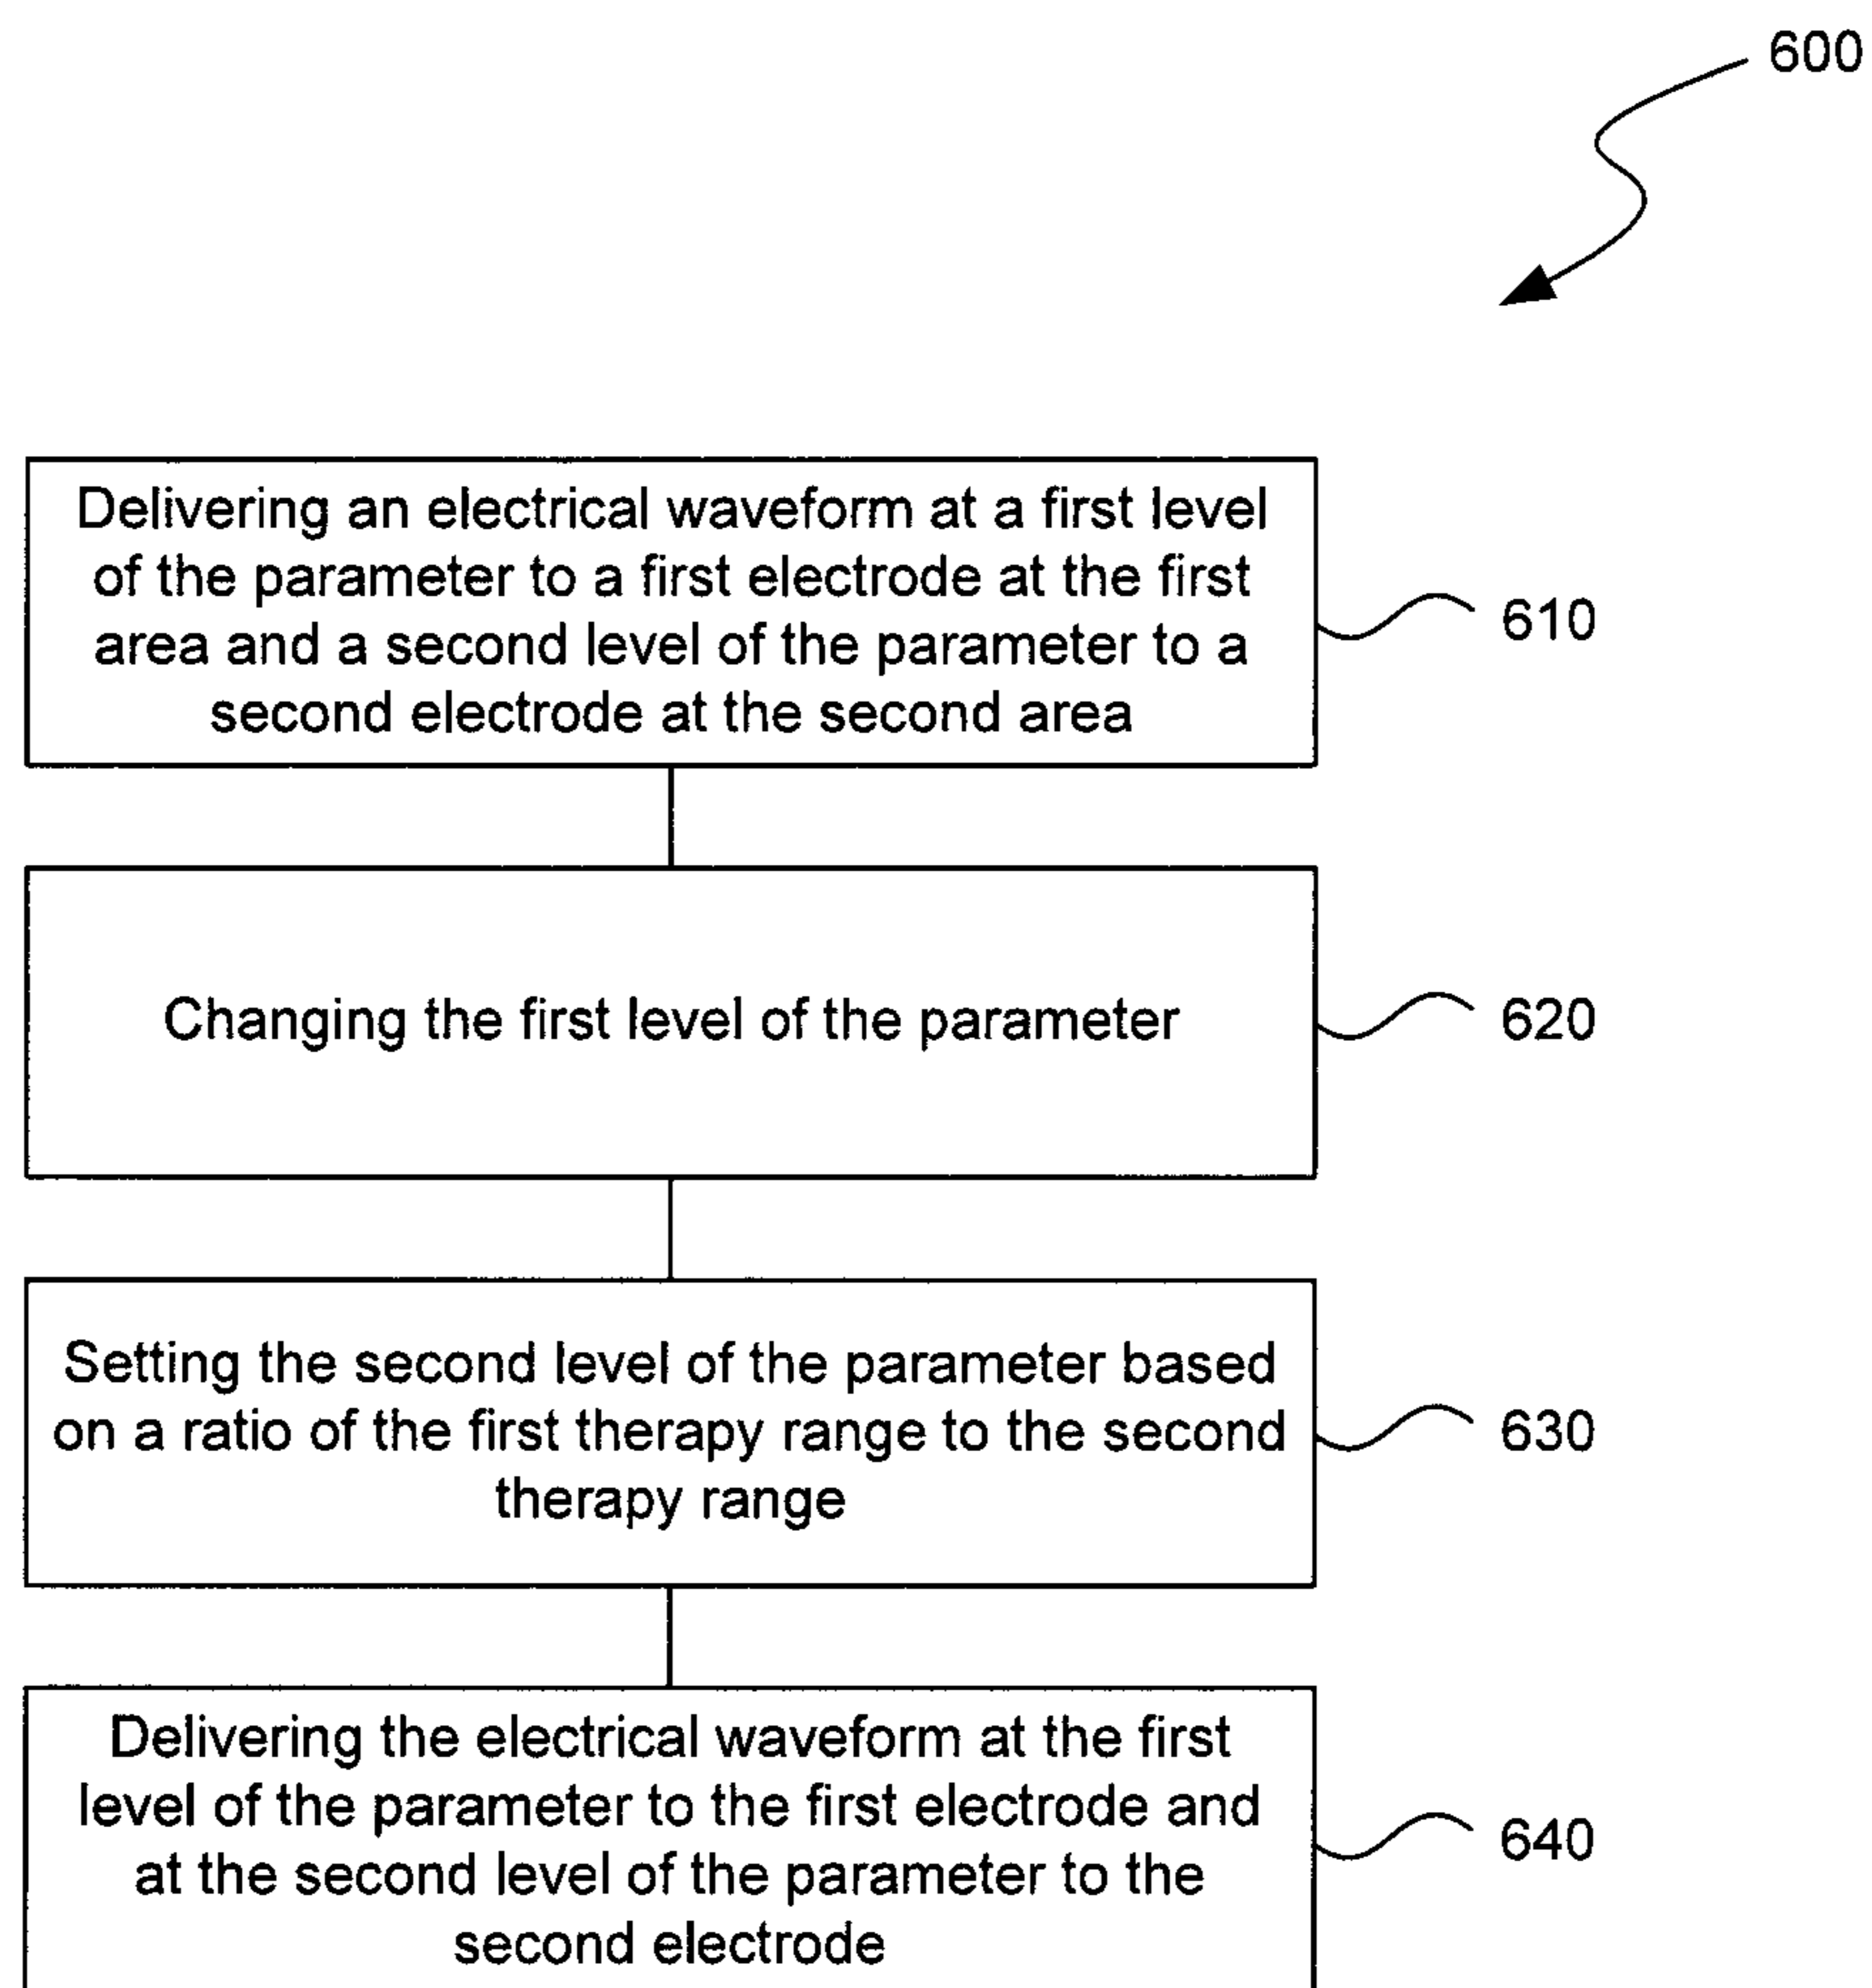 600
Delivering an electrical waveform at a first level
of the parameter to a first electrode at the first
area and a second level of the parameter to a
second electrode at the second area
610
Changing the first level of the parameter
620
Setting the second level of the parameter based
on a ratio of the first therapy range to the second
therapy range
630
Delivering the electrical waveform at the first
level of the parameter to the first electrode and
at the second level of the parameter to the
second electrode
640